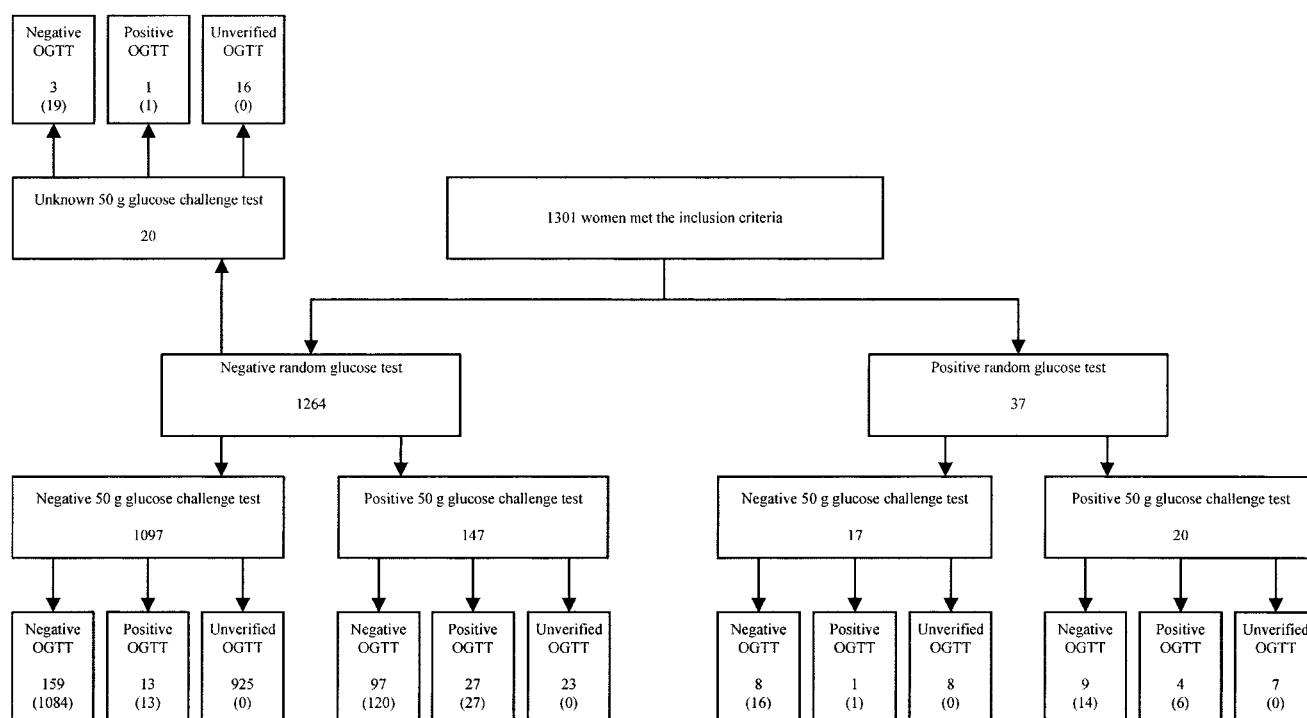 Negative
OGTT
3
(19)
Positive
OGTT
1
(1)
Unverified
OGTT
16
(0)
Unknown 50 g glucose challenge test
20
1301 women met the inclusion criteria
Negative random glucose test
1264
Positive random glucose test
37
Negative 50 g glucose challenge test
1097
Positive 50 g glucose challenge test
147
Negative 50 g glucose challenge test
17
Positive 50 g glucose challenge test
20
Negative
OGTT
159
(1084)
Positive
OGTT
13
(13)
Unverified
OGTT
925
(0)
Negative
OGTT
97
(120)
Positive
OGTT
27
(27)
Unverified
OGTT
23
(0)
Negative
OGTT
8
(16)
Positive
OGTT
1
(1)
Unverified
OGTT
8
(0)
Negative
OGTT
9
(14)
Positive
OGTT
4
(6)
Unverified
OGTT
7
(0)